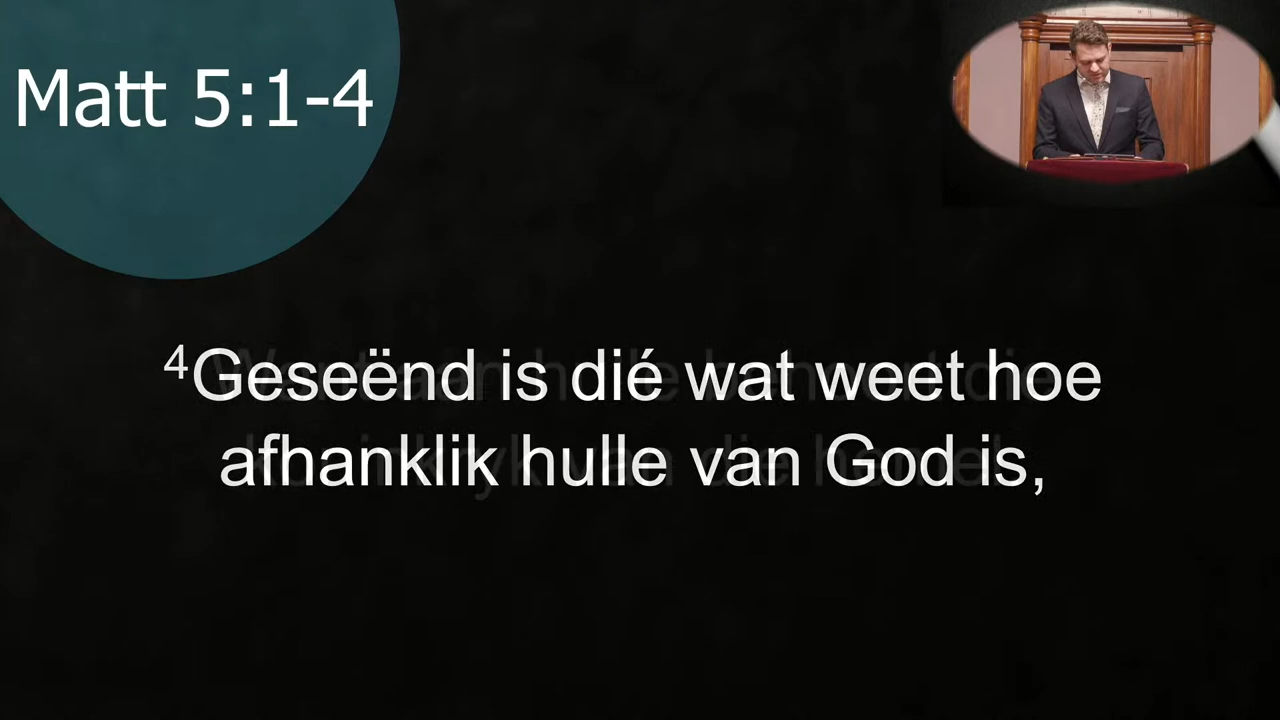 Matt 5:1-4
⁴Geseënd is dié wat weet hoe
afhanklik hulle van God is,